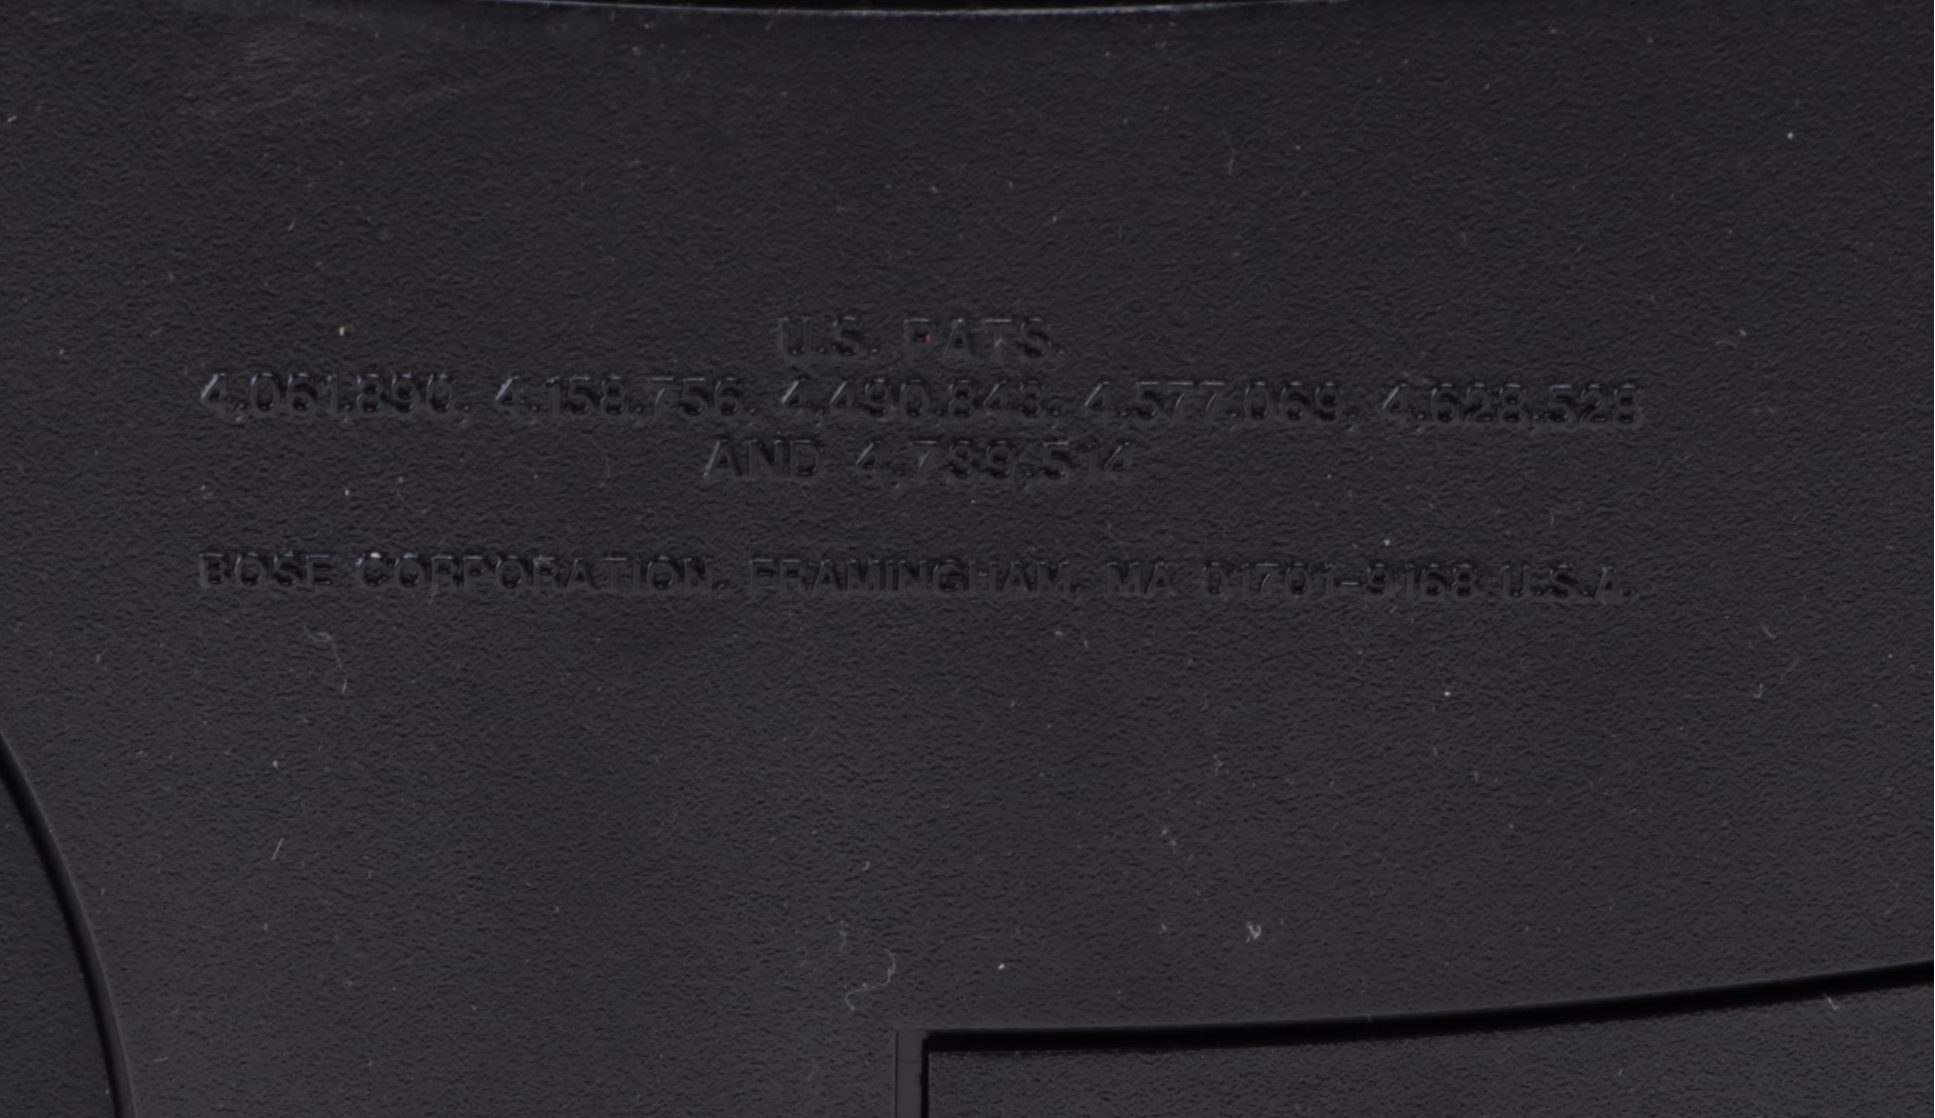 U.S. PATS.
4,061,890, 4,158,756, 4,490,843, 4,577,069, 4,628,528
AND 4,739,514
BOSE CORPORATION, FRAMINGHAM, MA 01701-9168 U.S.A.